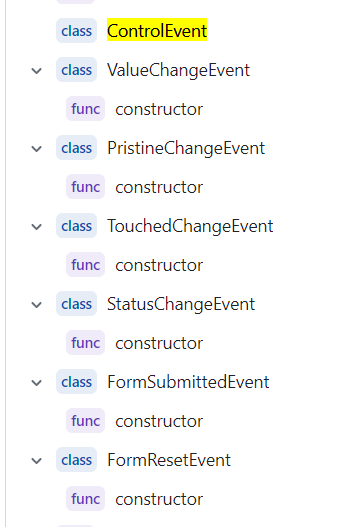 class ControlEvent
class ValueChangeEvent
func constructor
class PristineChangeEvent
func constructor
class TouchedChangeEvent
func constructor
class StatusChangeEvent
func constructor
class FormSubmittedEvent
func constructor
class FormResetEvent
func constructor